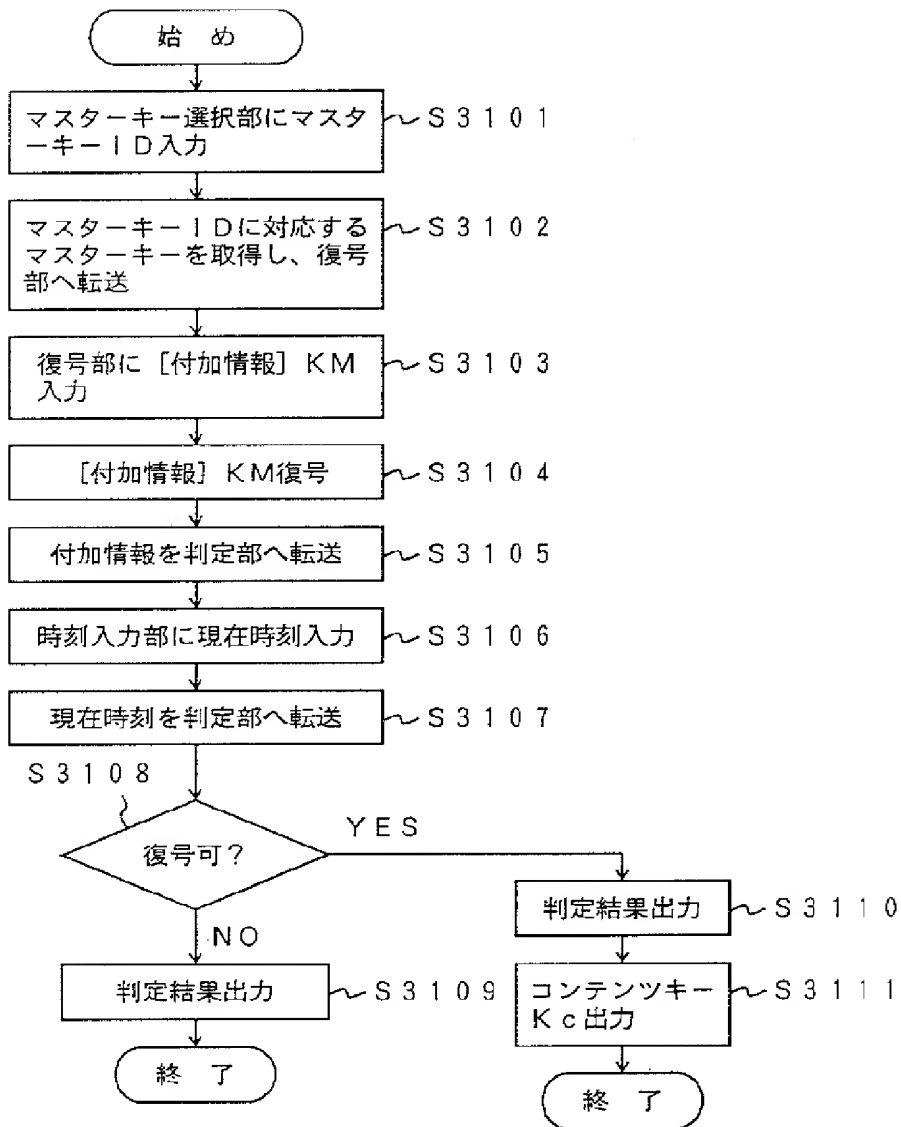 始　め
マスターキー選択部にマスタ
ーキーＩＤ入力
Ｓ３１０１
マスターキーＩＤに対応する
マスターキーを取得し、復号
部へ転送
Ｓ３１０２
復号部に［付加情報］ＫＭ
入力
Ｓ３１０３
［付加情報］ＫＭ復号
Ｓ３１０４
付加情報を判定部へ転送
Ｓ３１０５
時刻入力部に現在時刻入力
Ｓ３１０６
現在時刻を判定部へ転送
Ｓ３１０７
Ｓ３１０８
復号可？
ＹＥＳ
ＮＯ
判定結果出力
Ｓ３１０９
終　了
判定結果出力
Ｓ３１１０
コンテンツキー
Ｋｃ出力
Ｓ３１１１
終　了